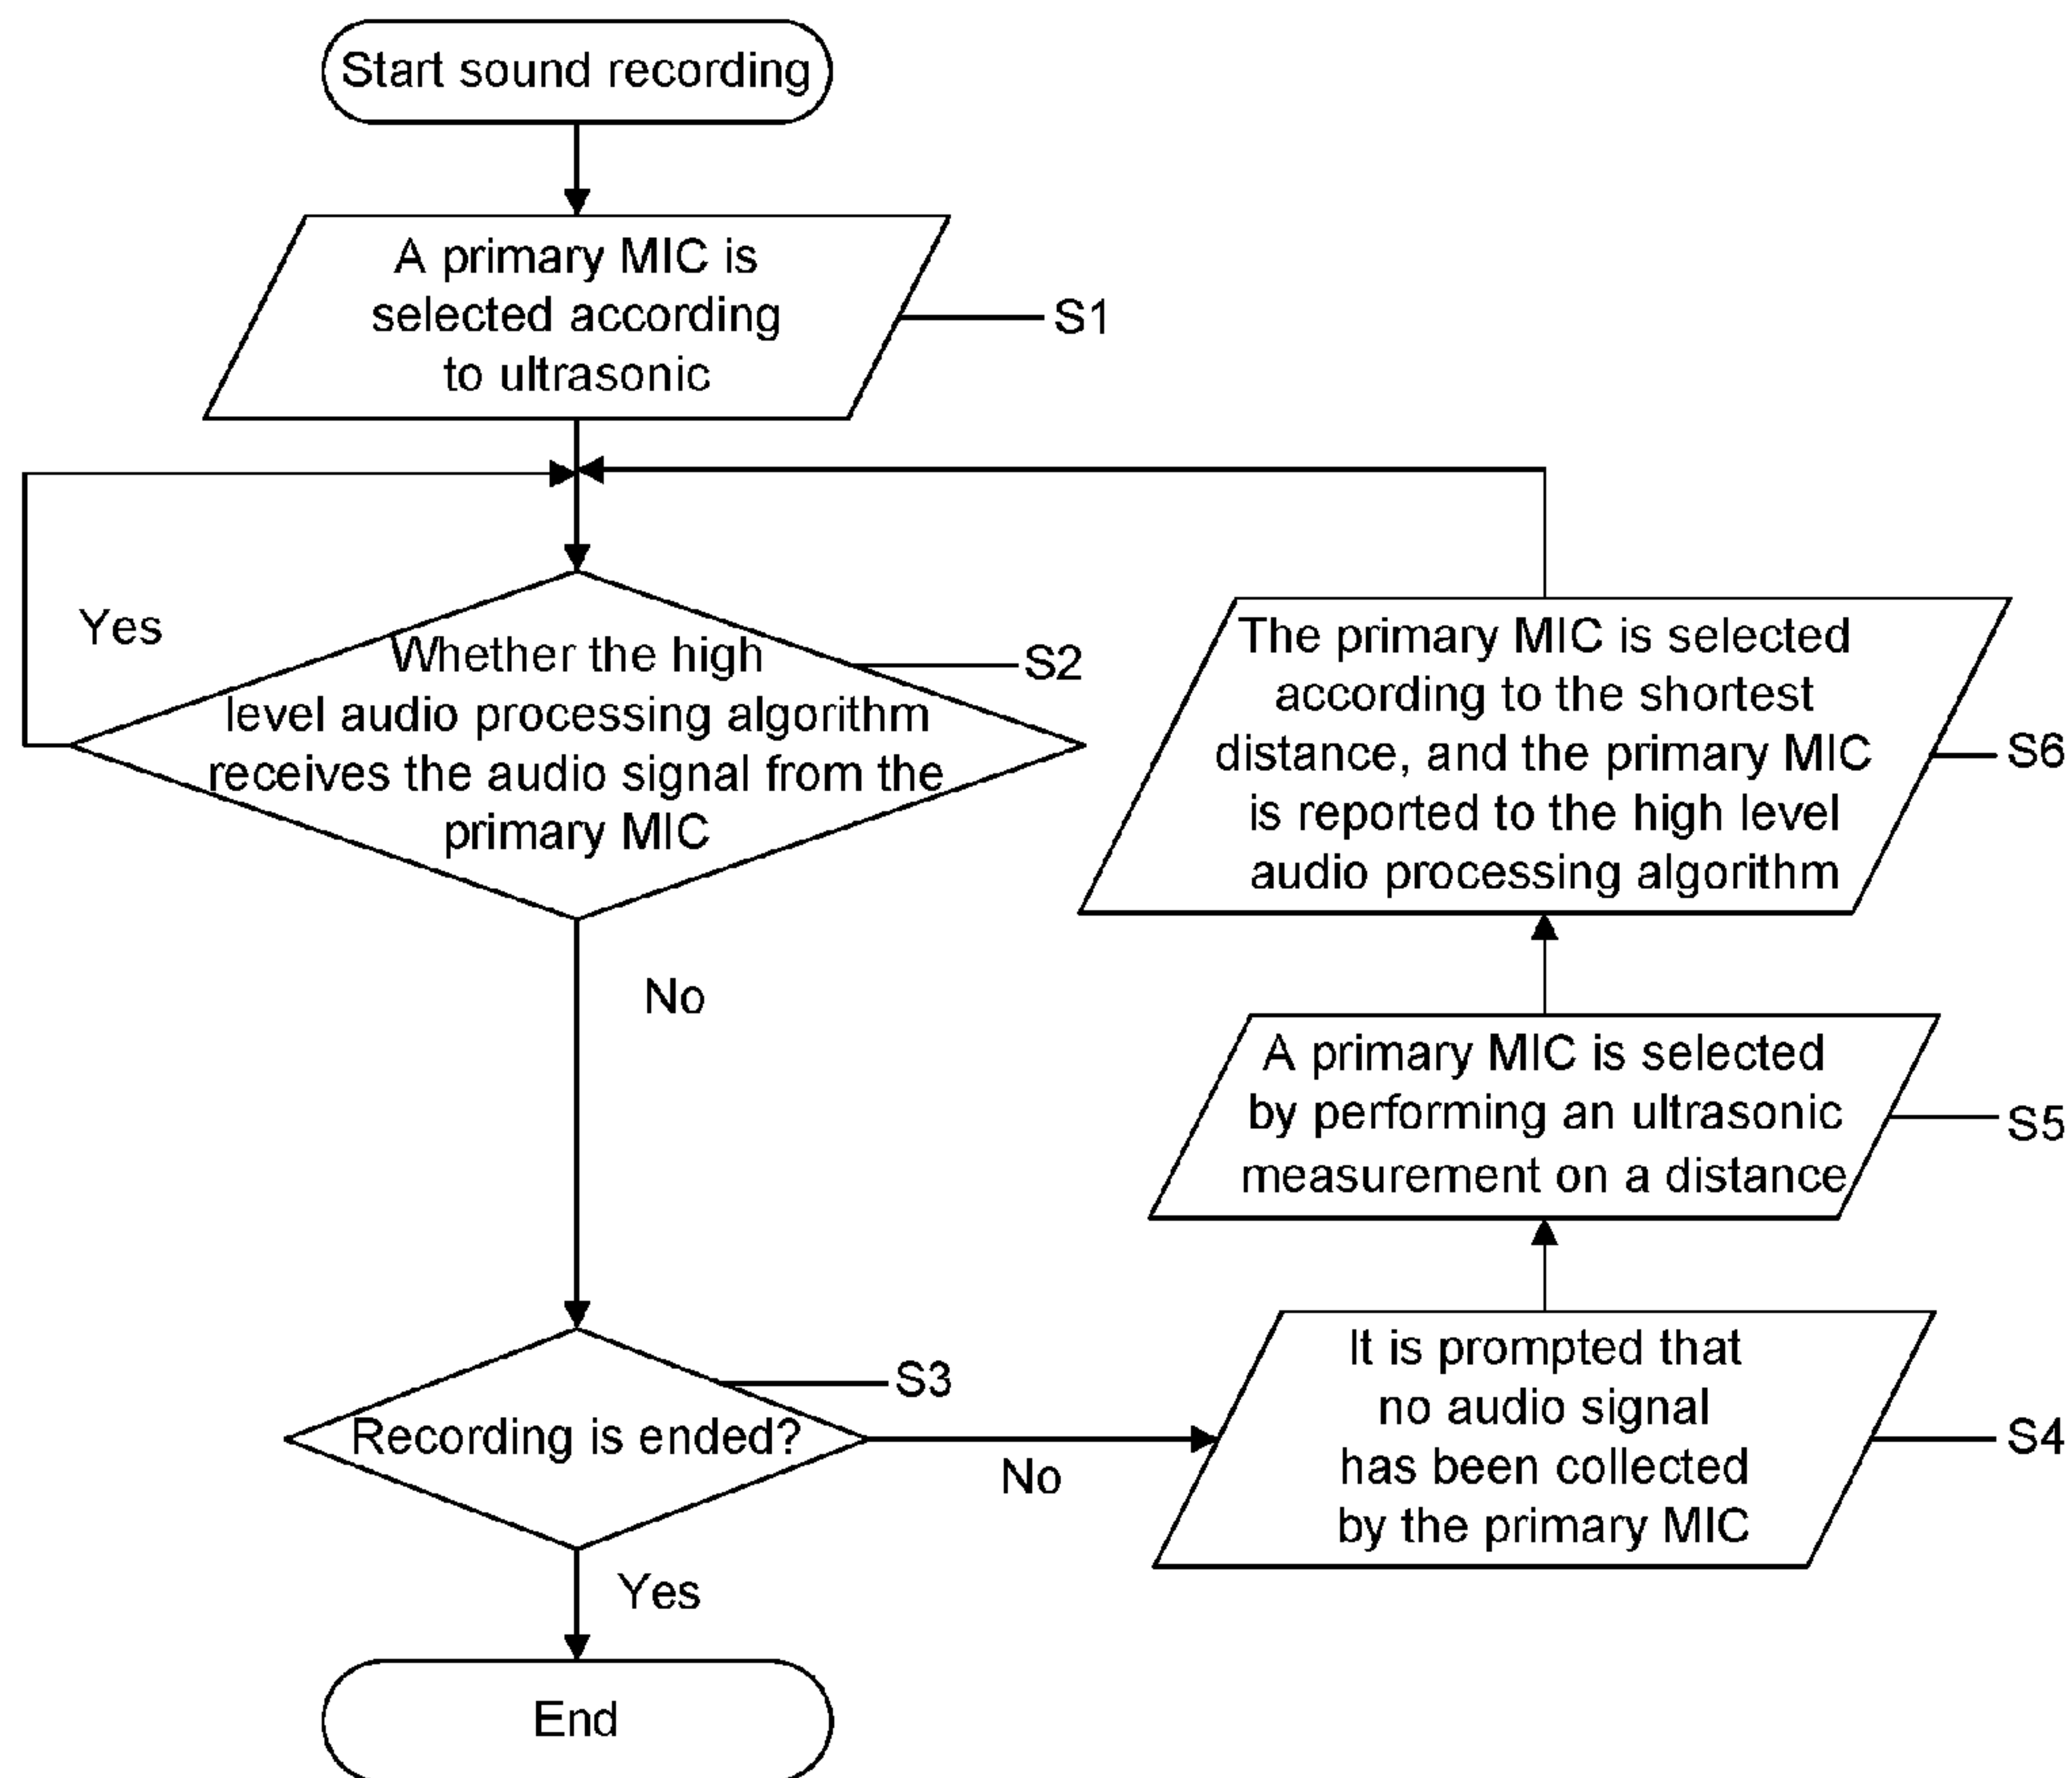 Start sound recording
A primary MIC is
selected according
to ultrasonic
S1
Yes
Whether the high
level audio processing algorithm
receives the audio signal from the
primary MIC
S2
No
Recording is ended?
S3
No
Yes
End
It is prompted that
no audio signal
has been collected
by the primary MIC
S4
A primary MIC is selected
by performing an ultrasonic
measurement on a distance
S5
The primary MIC is selected
according to the shortest
distance, and the primary MIC
is reported to the high level
audio processing algorithm
S6